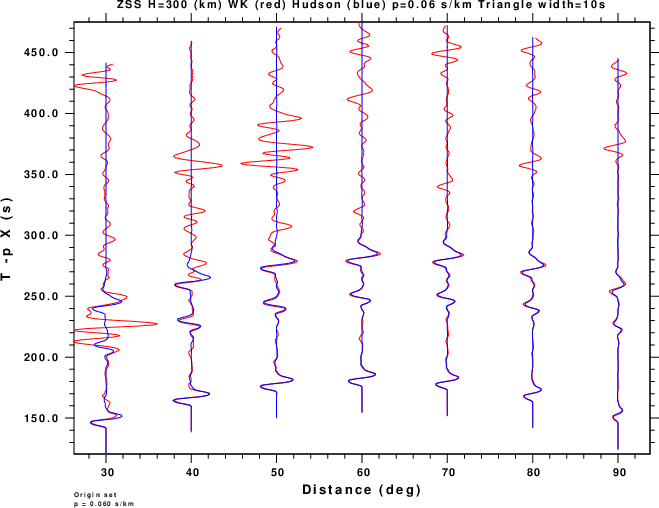 ZSS H=300 (km) WK (red) Hudson (blue) p=0.06 s/km Triangle width=10s
450.0
400.0
350.0
300.0
250.0
200.0
150.0
T -p X (s)
30 40 50 60 70 80 90
Distance (deg)
Origin set
p = 0.060 s/km